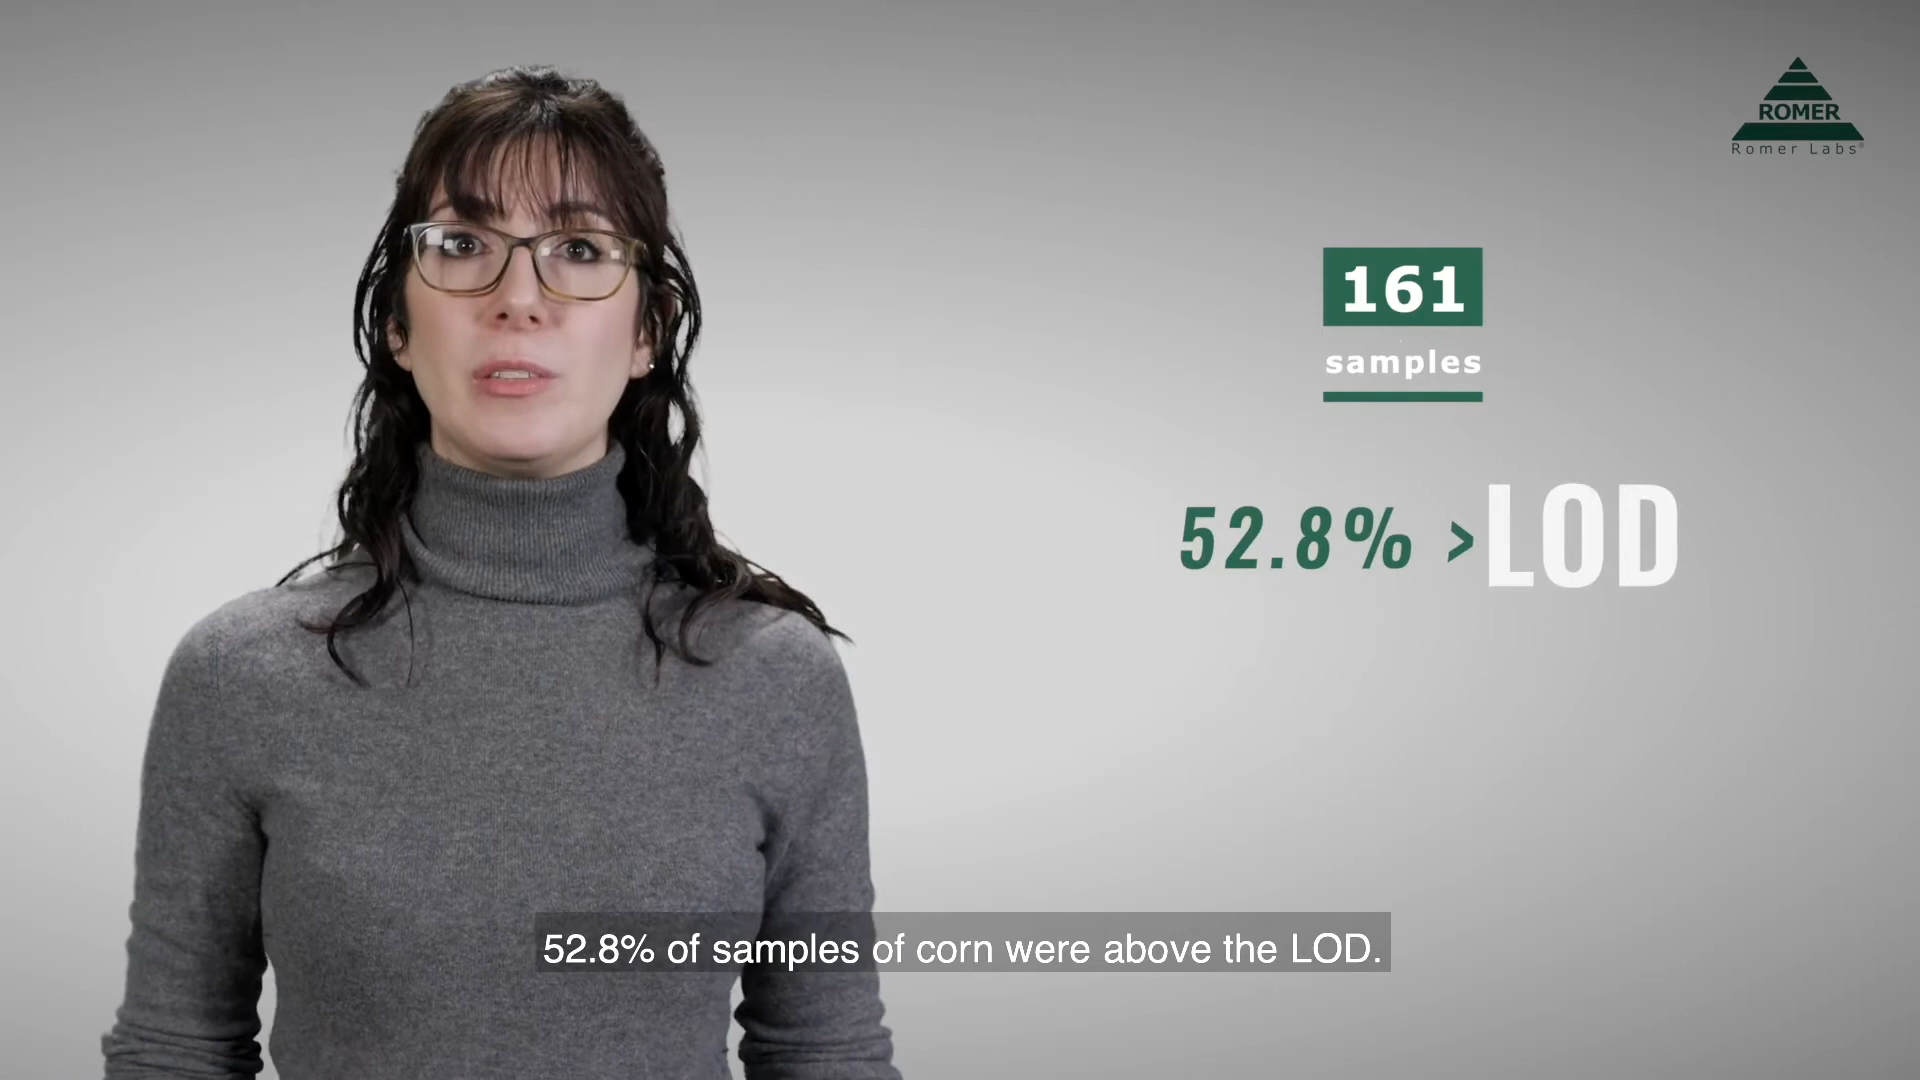 ROMER
Romer Labs®
161
samples
52.8% >LOD
52.8% of samples of corn were above the LOD.